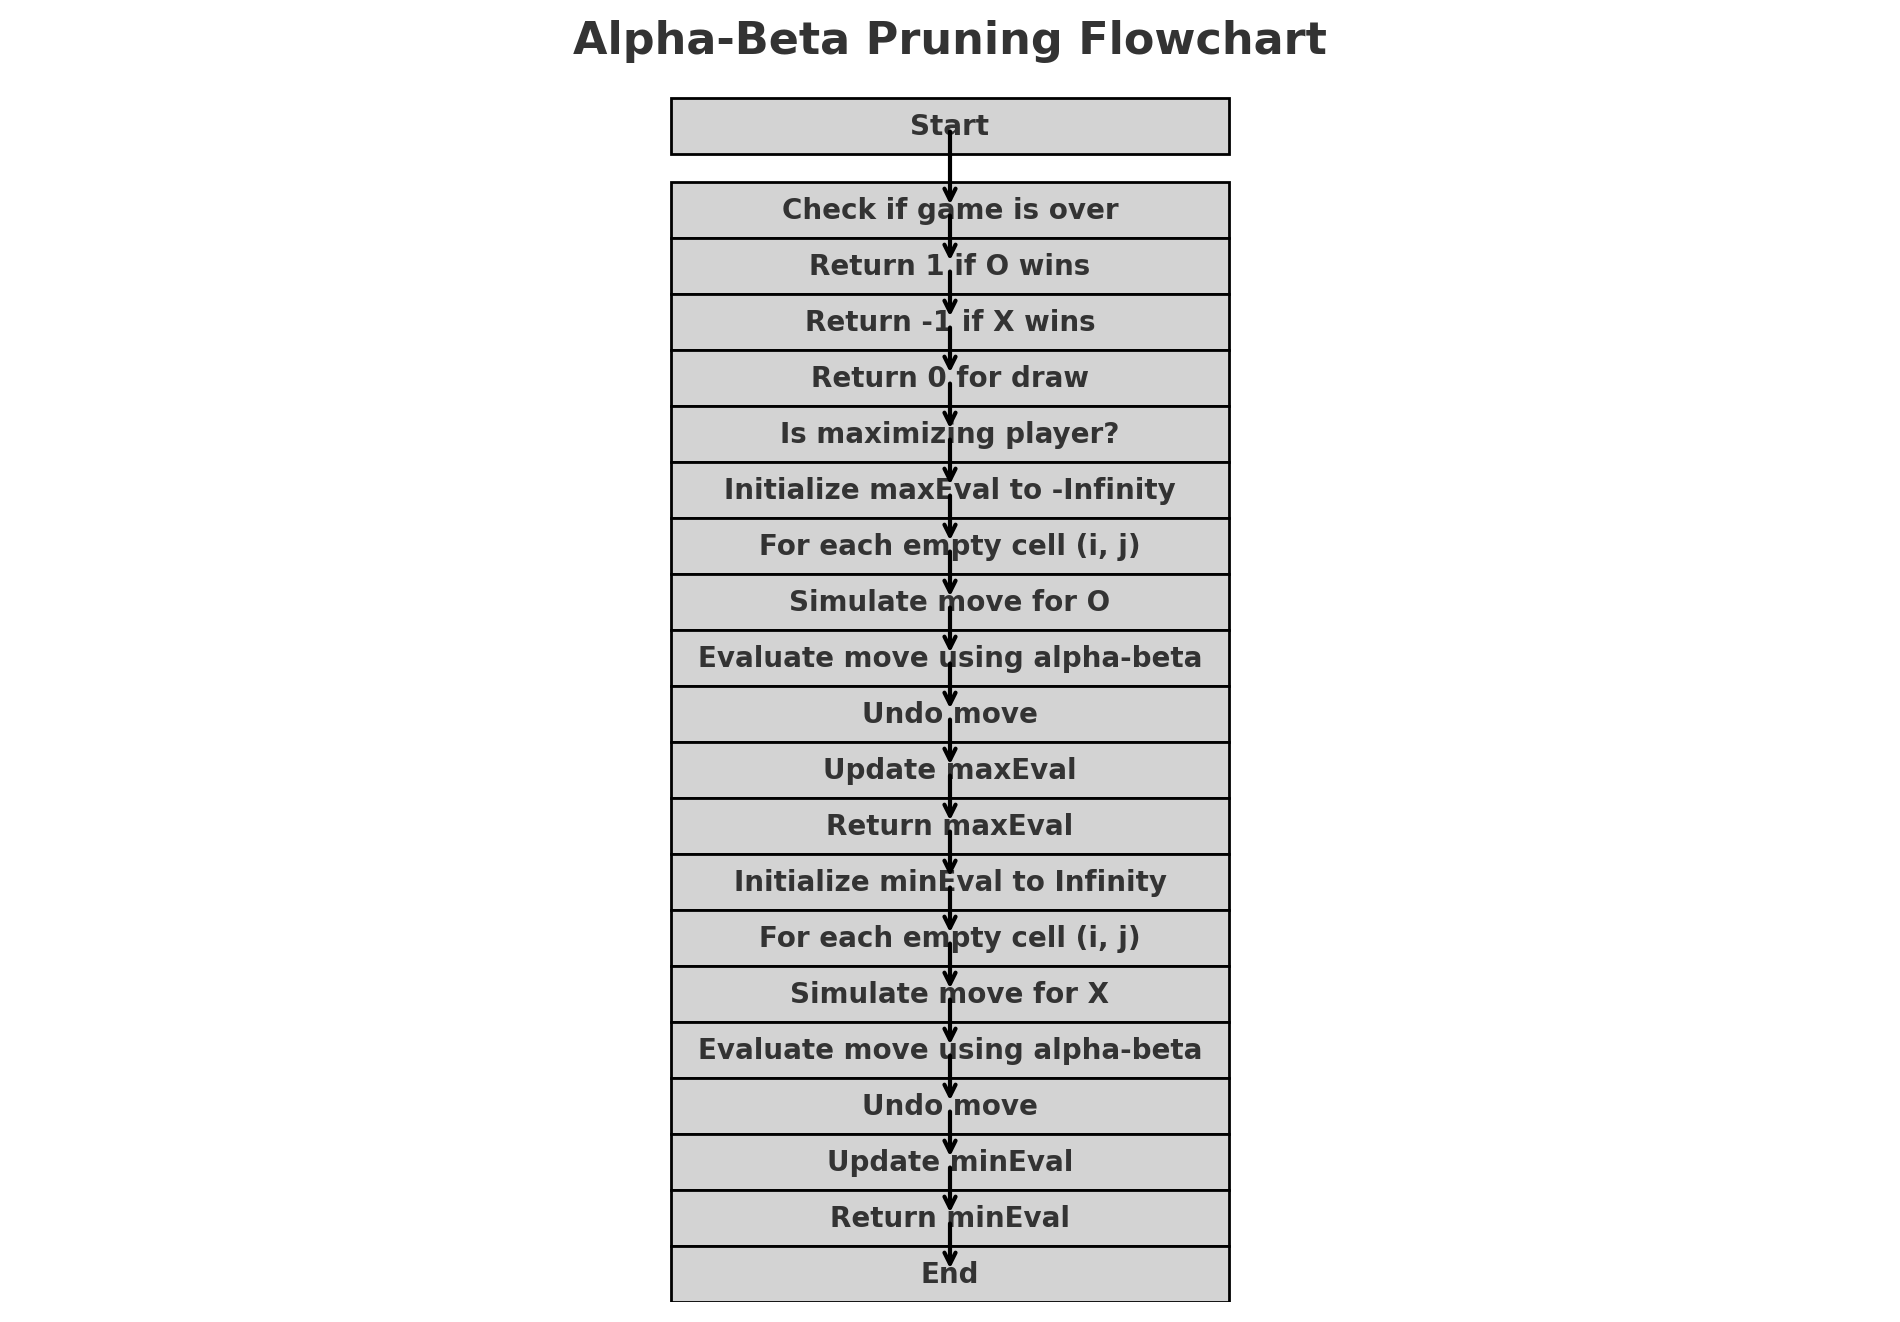 Alpha-Beta Pruning Flowchart
Start
Check if game is over
Return 1 if O wins
Return -1 if X wins
Return 0 for draw
Is maximizing player?
Initialize maxEval to -Infinity
For each empty cell (i, j)
Simulate move for O
Evaluate move using alpha-beta
Undo move
Update maxEval
Return maxEval
Initialize minEval to Infinity
For each empty cell (i, j)
Simulate move for X
Evaluate move using alpha-beta
Undo move
Update minEval
Return minEval
End